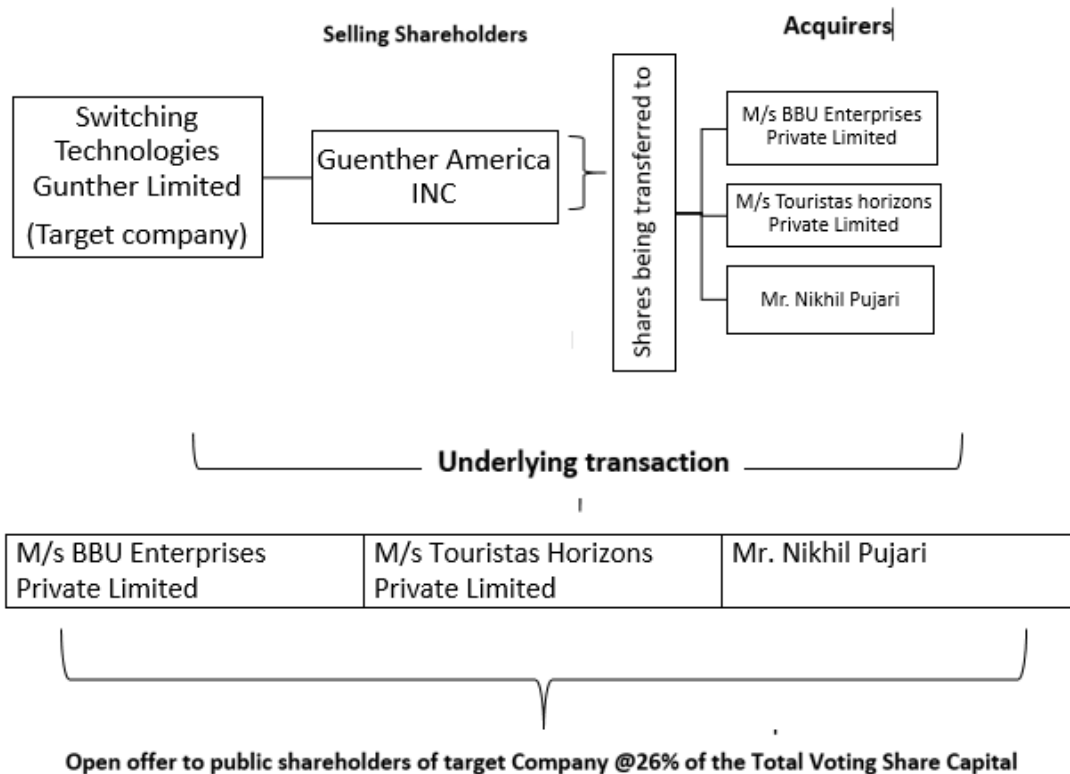 Selling Shareholders
Acquirers
Switching
Technologies
Gunther Limited
(Target company)
Guenther America
INC
Shares being transferred to
M/s BBU Enterprises
Private Limited
M/s Touristas horizons
Private Limited
Mr. Nikhil Pujari
Underlying transaction
M/s BBU Enterprises
Private Limited
M/s Touristas Horizons
Private Limited
Mr. Nikhil Pujari
Open offer to public shareholders of target Company @26% of the Total Voting Share Capital